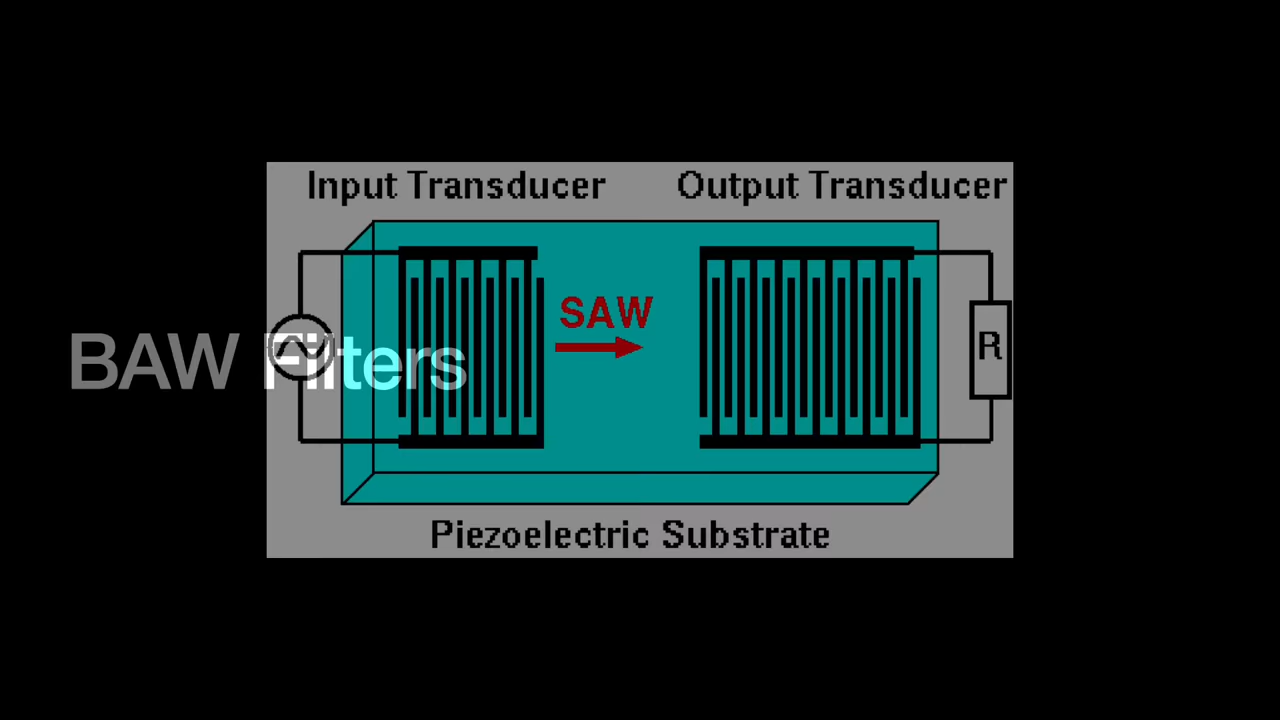 Input Transducer
Output Transducer
SAW
R
BAW Filters
Piezoelectric Substrate